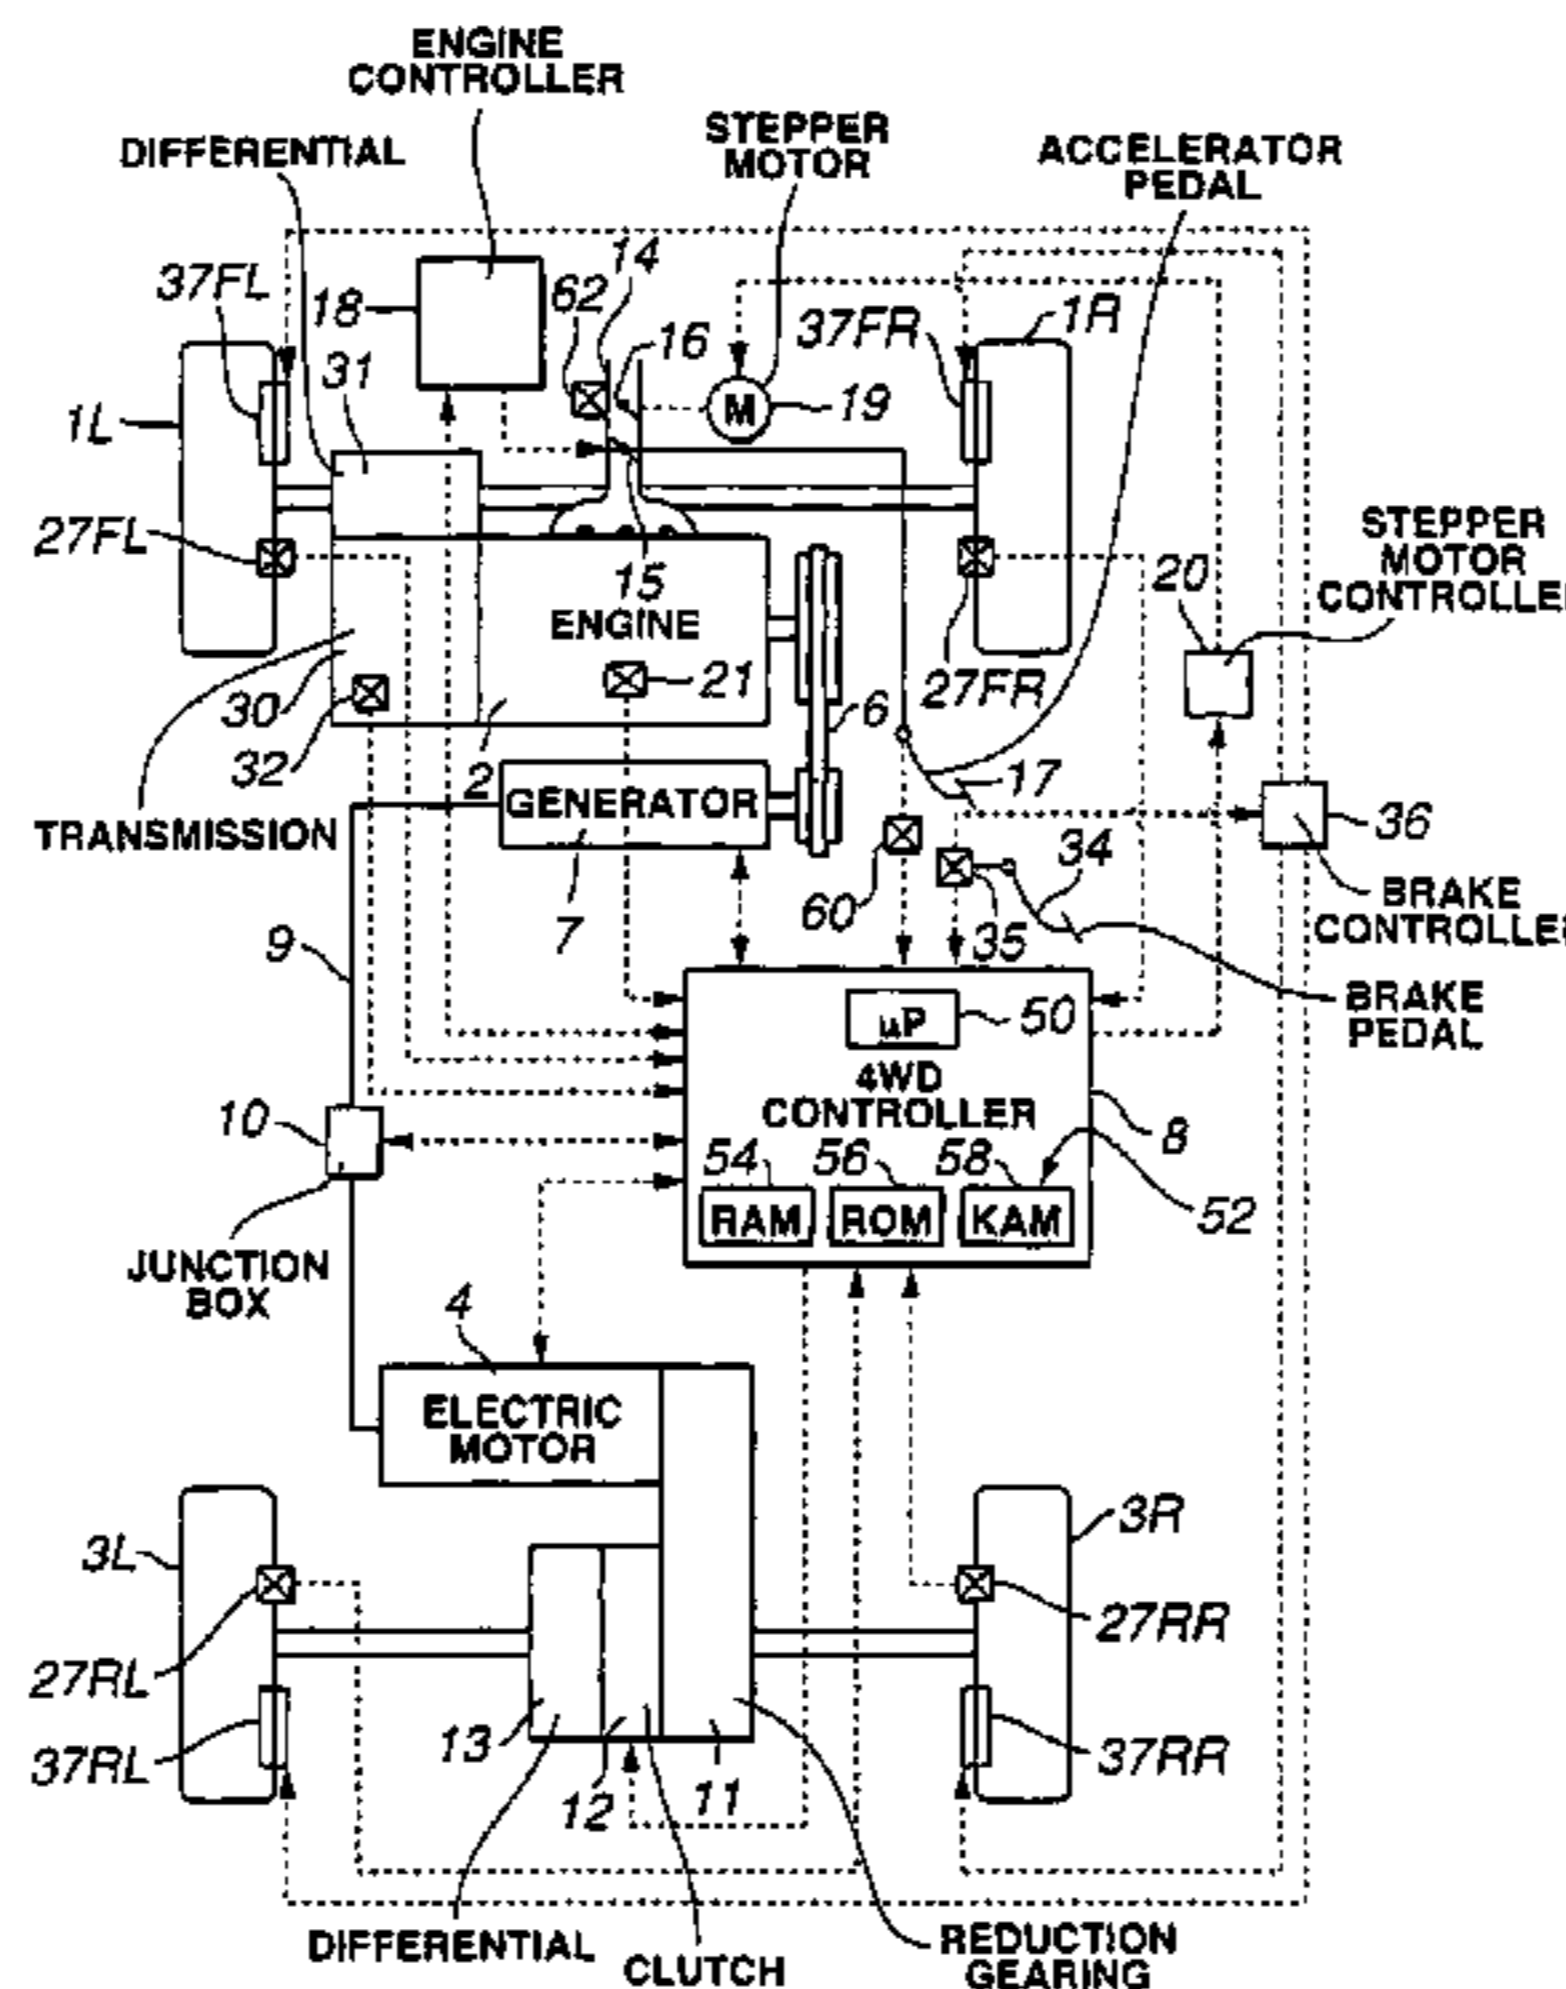 ENGINE
CONTROLLER
DIFFERENTIAL
STEPPER
MOTOR
ACCELERATOR
PEDAL
14
37FL
18
62
16
37FR
1R
31
M
19
1L
27FL
15
ENGINE
20
STEPPER
MOTOR
CONTROLLE
21
27FR
30
6
32
2
17
GENERATOR
TRANSMISSION
36
34
7
60
35
BRAKE
CONTROLLE
9
BRAKE
PEDAL
µP
50
4WD
CONTROLLER
10
8
54
56
58
RAM
ROM
KAM
52
JUNCTION
BOX
4
ELECTRIC
MOTOR
3L
3R
27RL
27RR
13
37RL
37RR
12
11
DIFFERENTIAL
CLUTCH
REDUCTION
GEARING